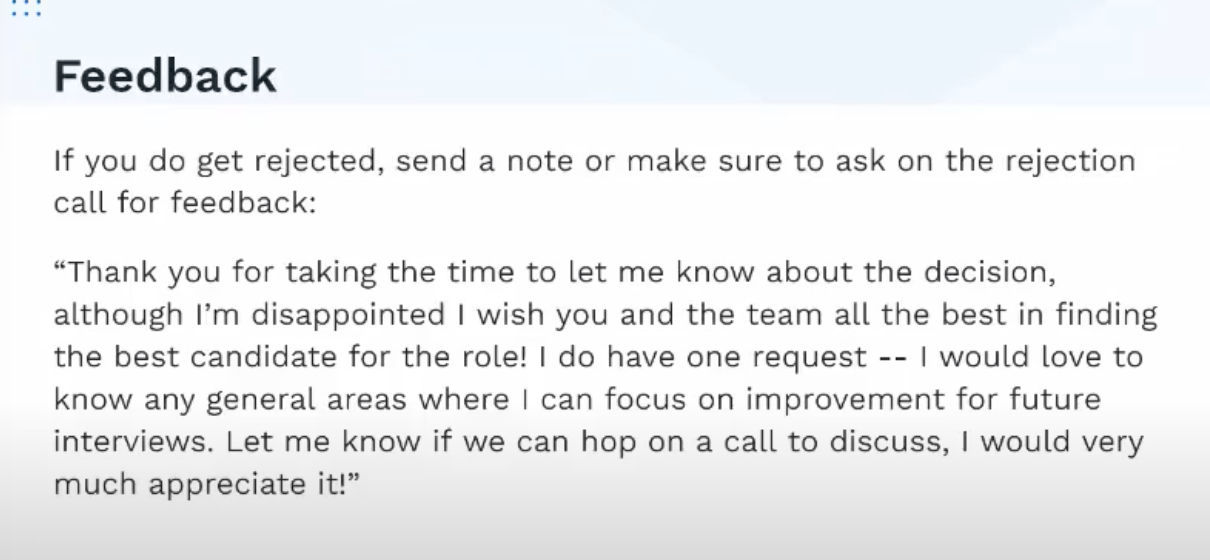 Feedback
If you do get rejected, send a note or make sure to ask on the rejection
call for feedback:
“Thank you for taking the time to let me know about the decision,
although I’m disappointed I wish you and the team all the best in finding
the best candidate for the role! I do have one request -- I would love to
know any general areas where I can focus on improvement for future
interviews. Let me know if we can hop on a call to discuss, I would very
much appreciate it!”